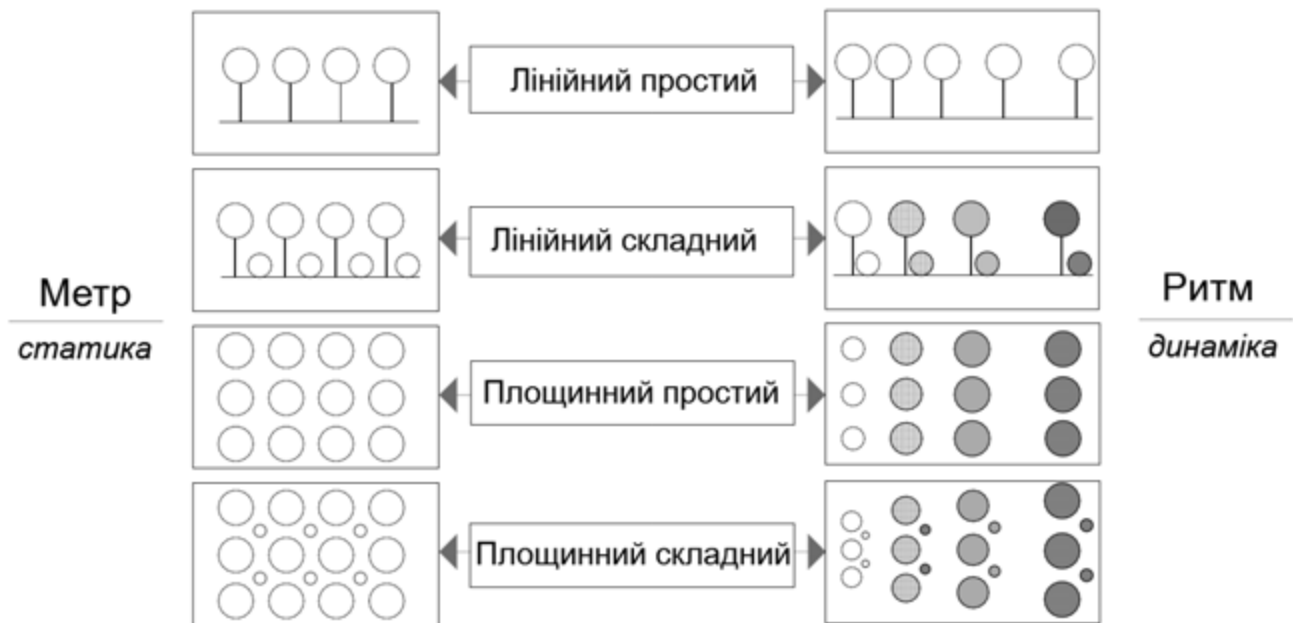 Лінійний простий
Лінійний складний
Метр
статика
Ритм
динаміка
Площинний простий
Площинний складний